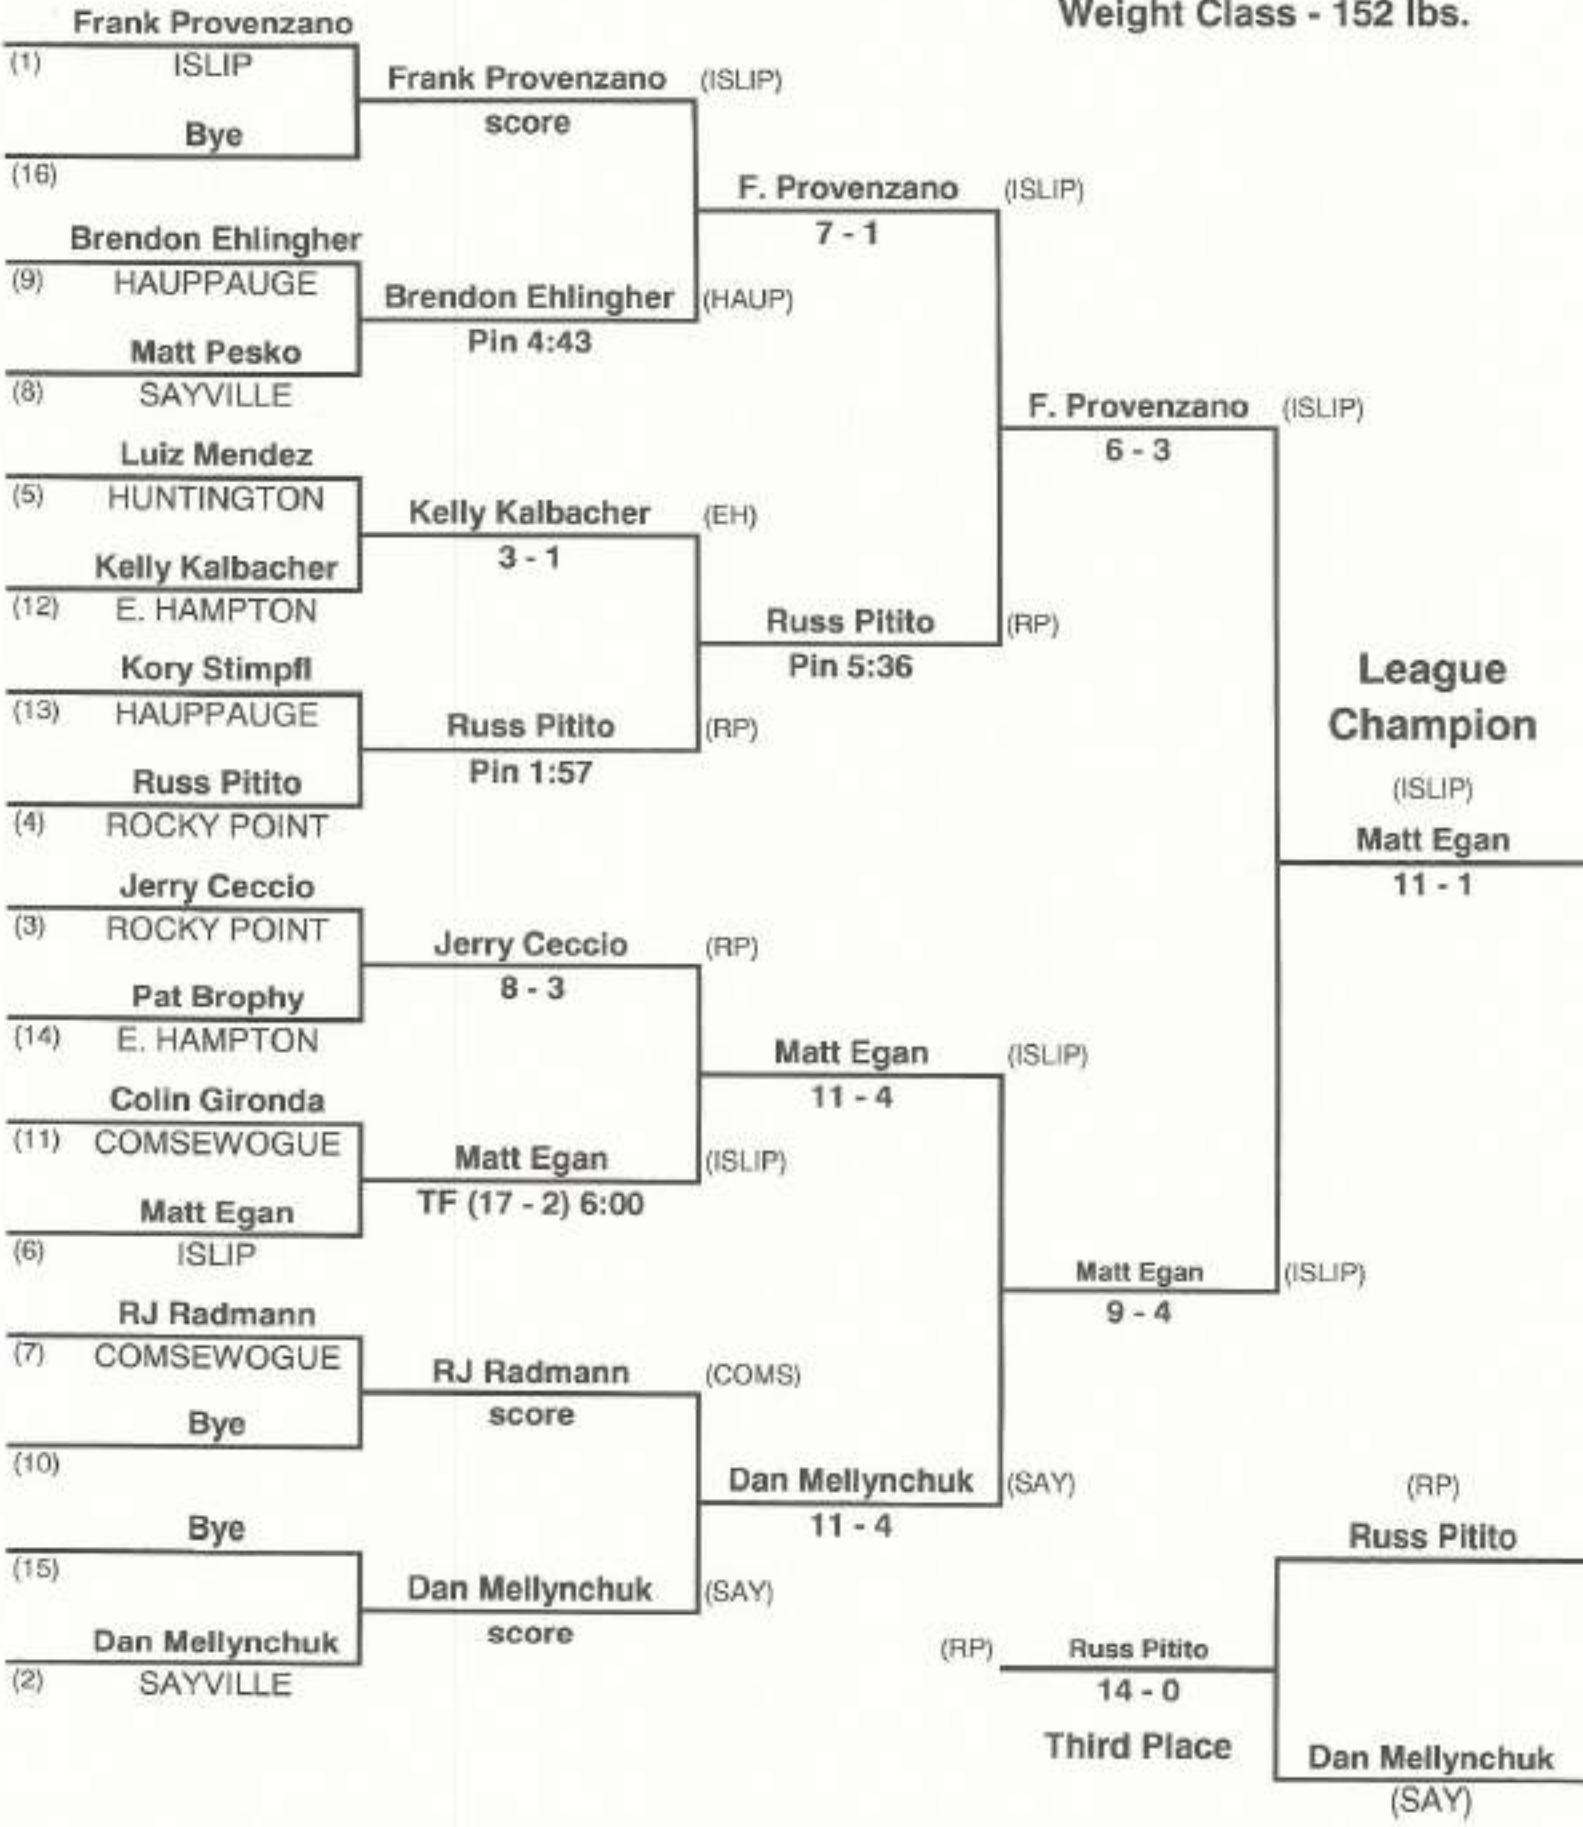 Weight Class - 152 lbs.
Frank Provenzano
(1) ISLIP
Bye
(16)
Brendon Ehlingher
(9) HAUPPAUGE
Matt Pesko
(8) SAYVILLE
Luiz Mendez
(5) HUNTINGTON
Kelly Kalbacher
(12) E. HAMPTON
Kory Stimpfl
(13) HAUPPAUGE
Russ Pitito
(4) ROCKY POINT
Jerry Ceccio
(3) ROCKY POINT
Pat Brophy
(14) E. HAMPTON
Colin Gironda
(11) COMSEWOGUE
Matt Egan
(6) ISLIP
RJ Radmann
(7) COMSEWOGUE
Bye
(10)
Bye
(15)
Dan Mellynchuk
(2) SAYVILLE
Frank Provenzano (ISLIP)
score
Brendon Ehlingher (HAUP)
Pin 4:43
Kelly Kalbacher (EH)
3 - 1
Russ Pitito (RP)
Pin 1:57
Jerry Ceccio (RP)
8 - 3
Matt Egan (ISLIP)
TF (17 - 2) 6:00
RJ Radmann (COMS)
score
Dan Mellynchuk (SAY)
score
F. Provenzano (ISLIP)
7 - 1
Russ Pitito (RP)
Pin 5:36
Matt Egan (ISLIP)
11 - 4
Dan Mellynchuk (SAY)
11 - 4
F. Provenzano (ISLIP)
6 - 3
Matt Egan (ISLIP)
9 - 4
League
Champion
(ISLIP)
Matt Egan
11 - 1
(RP)
Russ Pitito
(RP) Russ Pitito
14 - 0
Third Place
Dan Mellynchuk
(SAY)